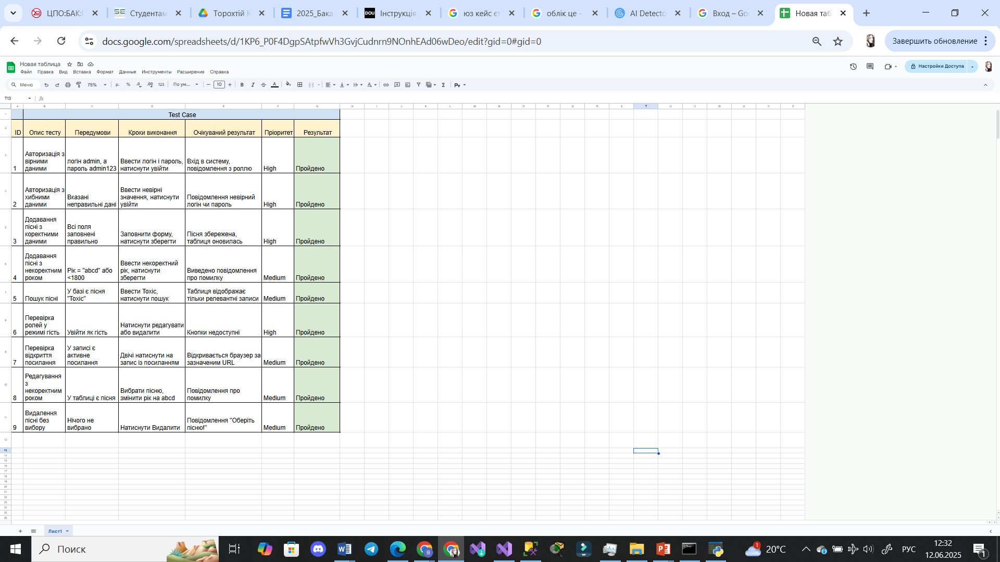 ЦПО:БАК:
Студентам
Торохтій
2025_Бака
DOU
Інструкція
юз кейс єт
облік це -
AI Detecto
Вход – Goo
Новая таб
docs.google.com/spreadsheets/d/1KP6_P0F4DgpSAtpfwVh3GvjCudnrn9NOnhEAd06wDeo/edit?gid=0#gid=0
Завершить обновление
Новая таблица
Файл Правка Вид Вставка Формат Данные Инструменты Расширения Справка
Настройки Доступа
Меню 75% р. % .0 .00 123 По ум... 10
T13
A B C D E F G H I J K L M N O P Q R S T U V W X Y Z
Test Case
ID Опис тесту Передумови Кроки виконання Очікуваний результат Пріоритет Результат
Авторизація з
вірними
даними
логін admin, а
пароль admin123
Ввести логін і пароль,
натиснути увійти
Вхід в систему,
повідомлення з роллю
1 High Пройдено
Авторизація з
хибними
даними
Вказані
неправильні дані
Ввести невірні
значення, натиснути
увійти
Повідомлення невірний
логін чи пароль
2 High Пройдено
Додавання
пісні з
коректними
даними
Всі поля
заповнені
правильно
Заповнити форму,
натиснути зберегти
Пісня збережена,
таблиця оновилась
3 High Пройдено
Додавання
пісні з
некоректним
роком
Рік = "abcd" або
<1800
Ввести некоректний
рік, натиснути
зберегти
Виведено повідомлення
про помилку
4 Medium Пройдено
Пошук пісні
У базі є пісня
"Toxic"
Ввести Toxic,
натиснути пошук
Таблиця відображає
тільки релевантні записи
5 Medium Пройдено
Перевірка
ролей у
режимі гість
Увійти як гість
Натиснути редагувати
або видалити
Кнопки недоступні
6 High Пройдено
Перевірка
відкриття
посилання
У записі є
активне
посилання
Двічі натиснути на
запис із посиланням
Відкривається браузер за
зазначеним URL
7 Medium Пройдено
Редагування
з
некоректним
роком
У таблиці є пісня
Вибрати пісню,
змінити рік на abcd
Повідомлення про
помилку
8 Medium Пройдено
Видалення
пісні без
вибору
Нічого не
вибрано
Натиснути Видалити
Повідомлення "Оберіть
пісню!"
9 Medium Пройдено
Лист1
Поиск
20°C
РУС
12:32
12.06.2025